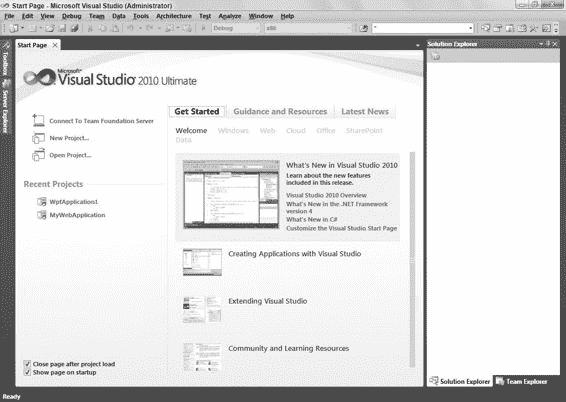 Start Page - Microsoft Visual Studio (Administrator)
File Edit View Debug Team Data Tools Architecture Test Analyze Window Help
Debug x86
Start Page
Solution Explorer
Toolbox
Server Explorer
Microsoft®
Visual Studio® 2010 Ultimate
Connect To Team Foundation Server
New Project...
Open Project...
Recent Projects
WpfApplication1
MyWebApplication
Get Started Guidance and Resources Latest News
Welcome Windows Web Cloud Office SharePoint
Data
What's New in Visual Studio 2010
Learn about the new features
included in this release.
Visual Studio 2010 Overview
What's New in the .NET Framework
version 4
What's New in C#
Customize the Visual Studio Start Page
Creating Applications with Visual Studio
Extending Visual Studio
Community and Learning Resources
Close page after project load
Show page on startup
Solution Explorer Team Explorer
Ready